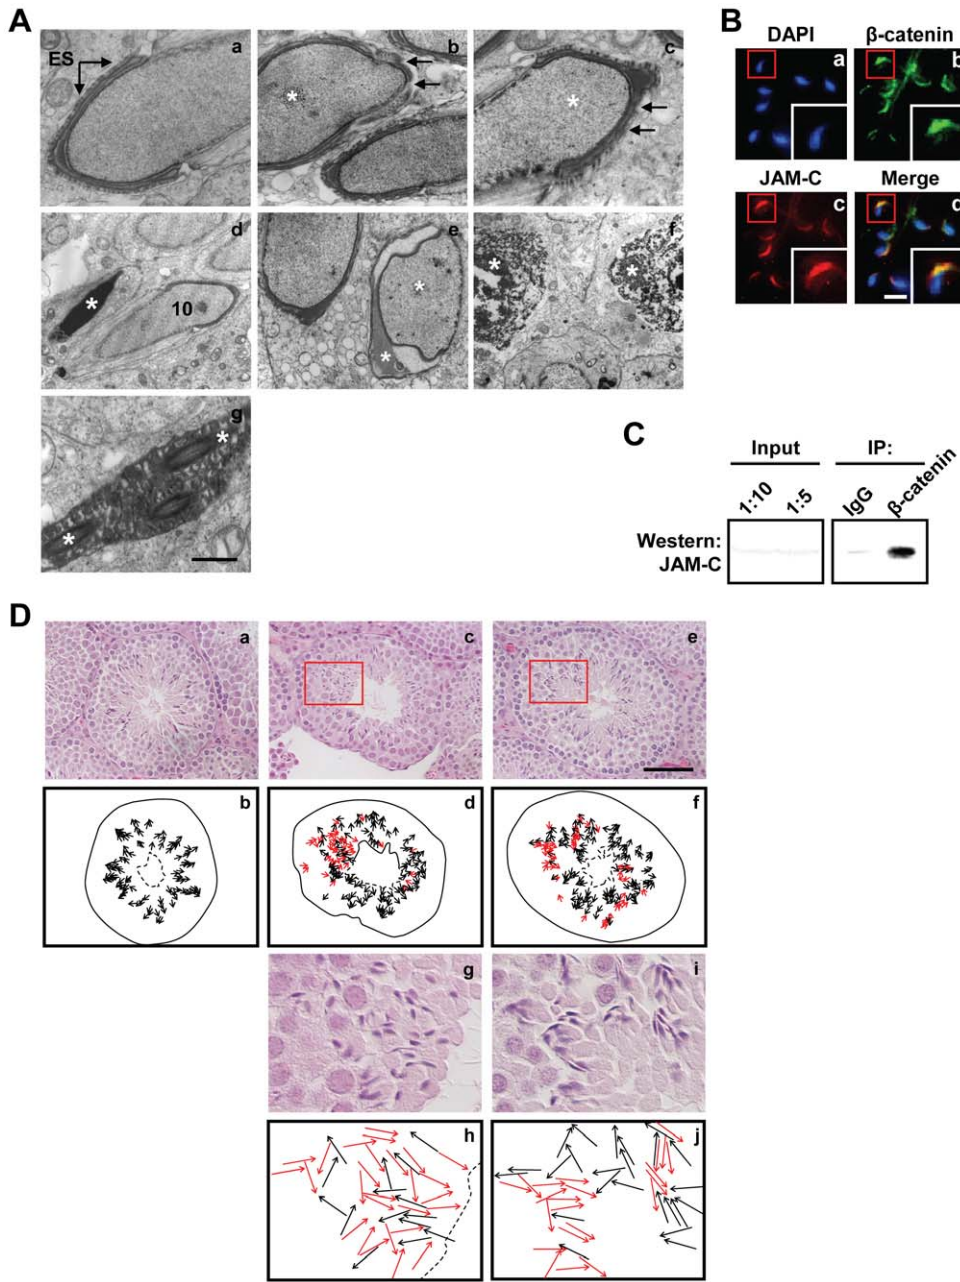 A
ES
a
b
c
*
*
d
e
f
*
10
*
*
*
*
g
*
*
B
DAPI
β-catenin
a
b
JAM-C
Merge
c
d
C
Input
IP:
1:10
1:5
IgG
β-catenin
Western:
JAM-C
D
a
c
e
b
d
f
g
i
h
j